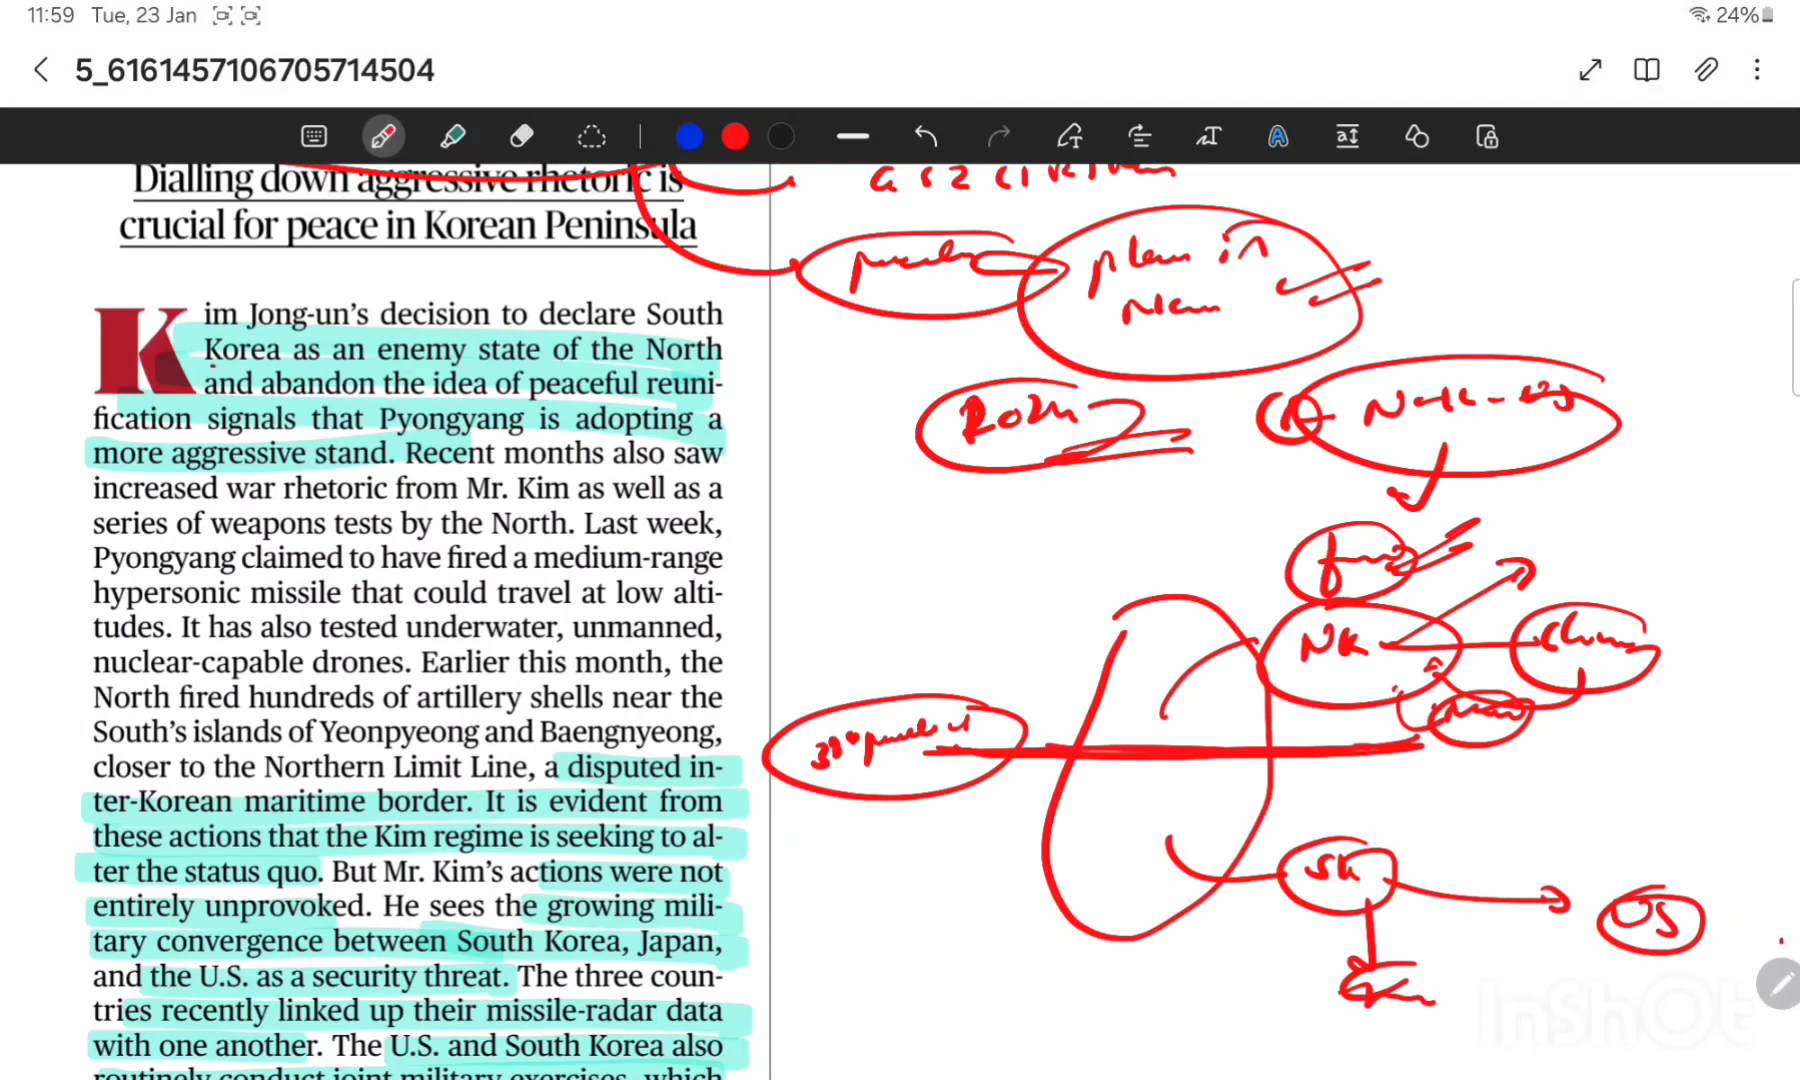 11:59 Tue, 23 Jan
24%
5_6161457106705714504
Dialling down aggressive rhetoric is
crucial for peace in Korean Peninsula
Kim Jong-un's decision to declare South
Korea as an enemy state of the North
and abandon the idea of peaceful reuni-
fication signals that Pyongyang is adopting a
more aggressive stand. Recent months also saw
increased war rhetoric from Mr. Kim as well as a
series of weapons tests by the North. Last week,
Pyongyang claimed to have fired a medium-range
hypersonic missile that could travel at low alti-
tudes. It has also tested underwater, unmanned,
nuclear-capable drones. Earlier this month, the
North fired hundreds of artillery shells near the
South's islands of Yeonpyeong and Baengnyeong,
closer to the Northern Limit Line, a disputed in-
ter-Korean maritime border. It is evident from
these actions that the Kim regime is seeking to al-
ter the status quo. But Mr. Kim's actions were not
entirely unprovoked. He sees the growing mili-
tary convergence between South Korea, Japan,
and the U.S. as a security threat. The three coun-
tries recently linked up their missile-radar data
with one another. The U.S. and South Korea also
routinely conduct joint military exercises, which
NK
SK
US
InShOt